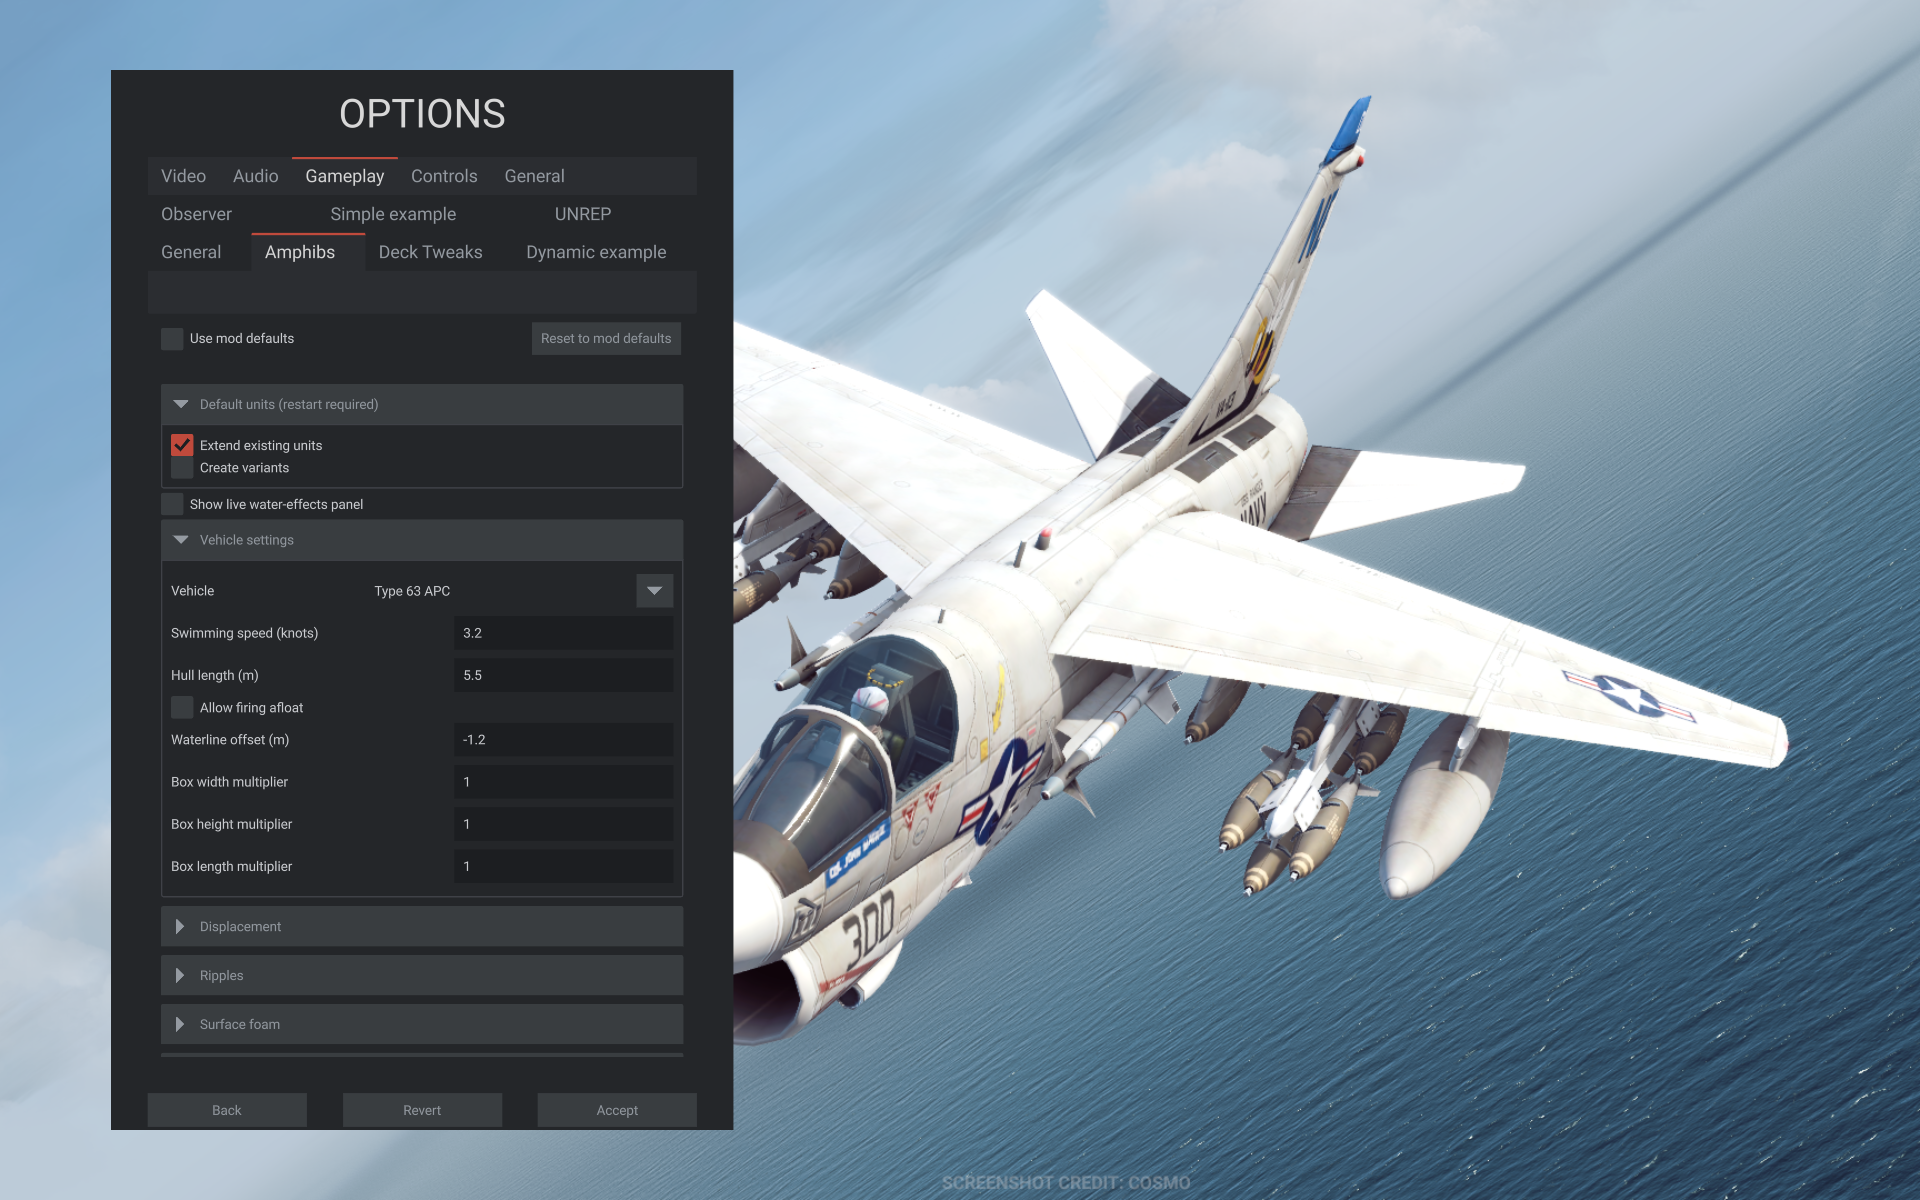 OPTIONS
Video Audio Gameplay Controls General
Observer Simple example UNREP
General Amphibs Deck Tweaks Dynamic example
Use mod defaults Reset to mod defaults
Default units (restart required)
Extend existing units
Create variants
Show live water-effects panel
Vehicle settings
Vehicle Type 63 APC
Swimming speed (knots) 3.2
Hull length (m) 5.5
Allow firing afloat
Waterline offset (m) -1.2
Box width multiplier 1
Box height multiplier 1
Box length multiplier 1
Displacement
Ripples
Surface foam
Back Revert Accept
NAVY
300
SCREENSHOT CREDIT: COSMO